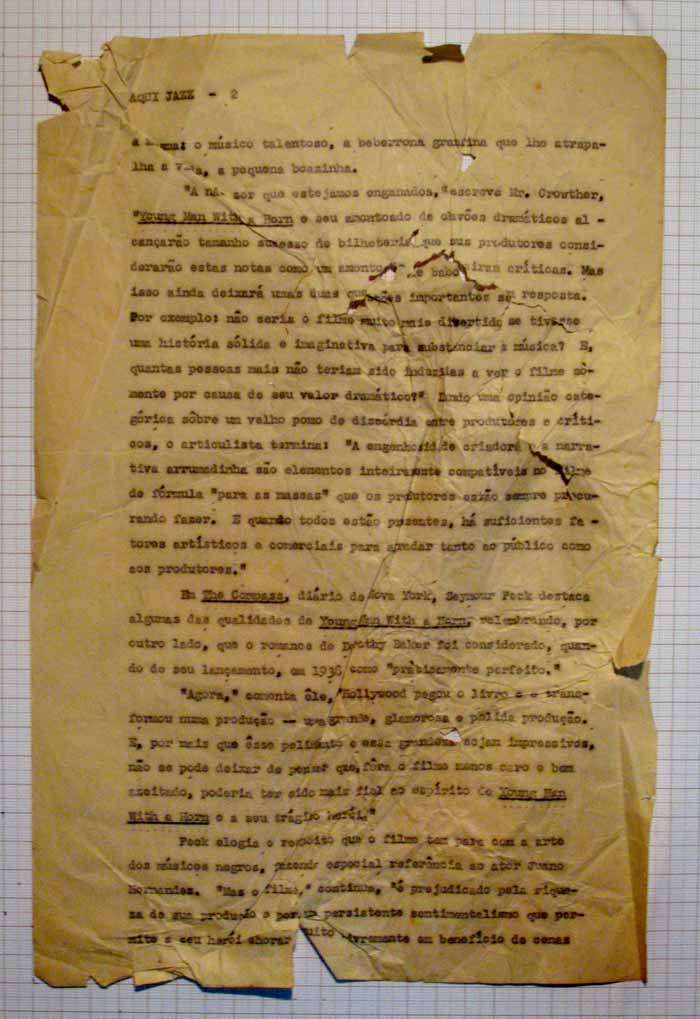 AQUI JAZZ - 2
a mesma: o músico talentoso, a beberrona granfina que lhe atrapa-
lha a vida, a pequena boazinha.
"A não ser que estejamos enganados,"escreve Mr. Crowther,
"Young Man With a Horn e seu amontoado de chavões dramáticos al -
cançarão tamanho sucesso de bilheteria que sus produtores consi-
derarão estas notas como um amonto de críticas. Mas
isso ainda deixará umas duas questões importantes sem resposta.
Por exemplo: não seria o filme muito mais divertido se tivesse
uma história sólida e imaginativa para substanciar a música? E,
quantas pessoas mais não teriam sido induzidas a ver o filme sò-
mente por causa de seu valor dramático?" Dando uma opinião cate-
górica sôbre um velho pomo de discórdia entre produtores e críti-
cos, o articulista termina: "A engenhosidade criadora e a narra-
tiva arrumadinha são elementos inteiramente compatíveis no filme
de fórmula "para as massas" que os produtores estão sempre procu-
rando fazer. E quando todos estão presentes, há suficientes fa -
tores artísticos e comerciais para agradar tanto ao público como
aos produtores."
Em The Compass, diário de Nova York, Seymour Peck destaca
algumas das qualidades de Young Man With a Horn, relembrando, por
outro lado, que o romance de Dorothy Baker foi considerado, quan-
do de seu lançamento, em 1938 como "pràticamente perfeito."
"Agora," comenta êle, "Hollywood pegou o livro e o trans-
formou numa produção — uma grande, glamorosa e polida produção.
E, por mais que êsse polimento e essa grandeza sejam impressivos,
não se pode deixar de pensar que, fôra o filme menos caro e bem
azeitado, poderia ter sido mais fiel ao espírito de Young Man
With a Horn e a seu trágico herói."
Peck elogia o respeito que o filme tem para com a arte
dos músicos negros, fazendo especial referência ao ator Juano
Hernandez. "Mas o filme," continua, "é prejudicado pela rique-
za de sua produção e por um persistente sentimentalismo que per-
mite a seu herói chorar muito livremente em benefício de cenas